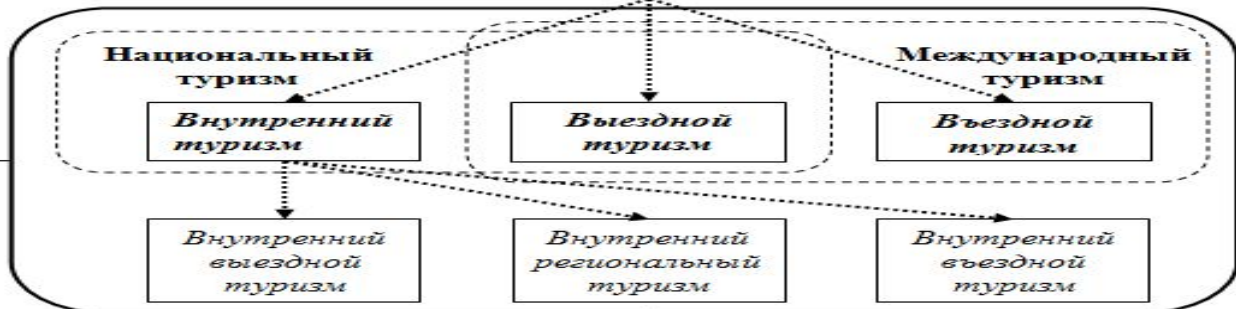 Национальный
туризм
Международный
туризм
Внутренний
туризм
Выездной
туризм
Въездной
туризм
Внутренний
выездной
туризм
Внутренний
региональный
туризм
Внутренний
въездной
туризм